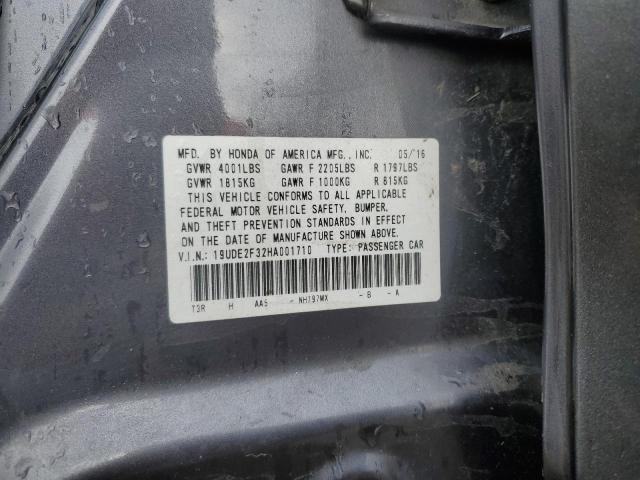 MFD. BY HONDA OF AMERICA MFG., INC. 05/16
GVWR 4001LBS GAWR F 2205LBS R 1797LBS
GVWR 1815KG GAWR F 1000KG R 815KG
THIS VEHICLE CONFORMS TO ALL APPLICABLE
FEDERAL MOTOR VEHICLE SAFETY, BUMPER,
AND THEFT PREVENTION STANDARDS IN EFFECT
ON THE DATE OF MANUFACTURE SHOWN ABOVE.
V.I.N.: 19UDE2F32HA001710 TYPE: PASSENGER CAR
T3R H AA5 - NH797MX - B - A